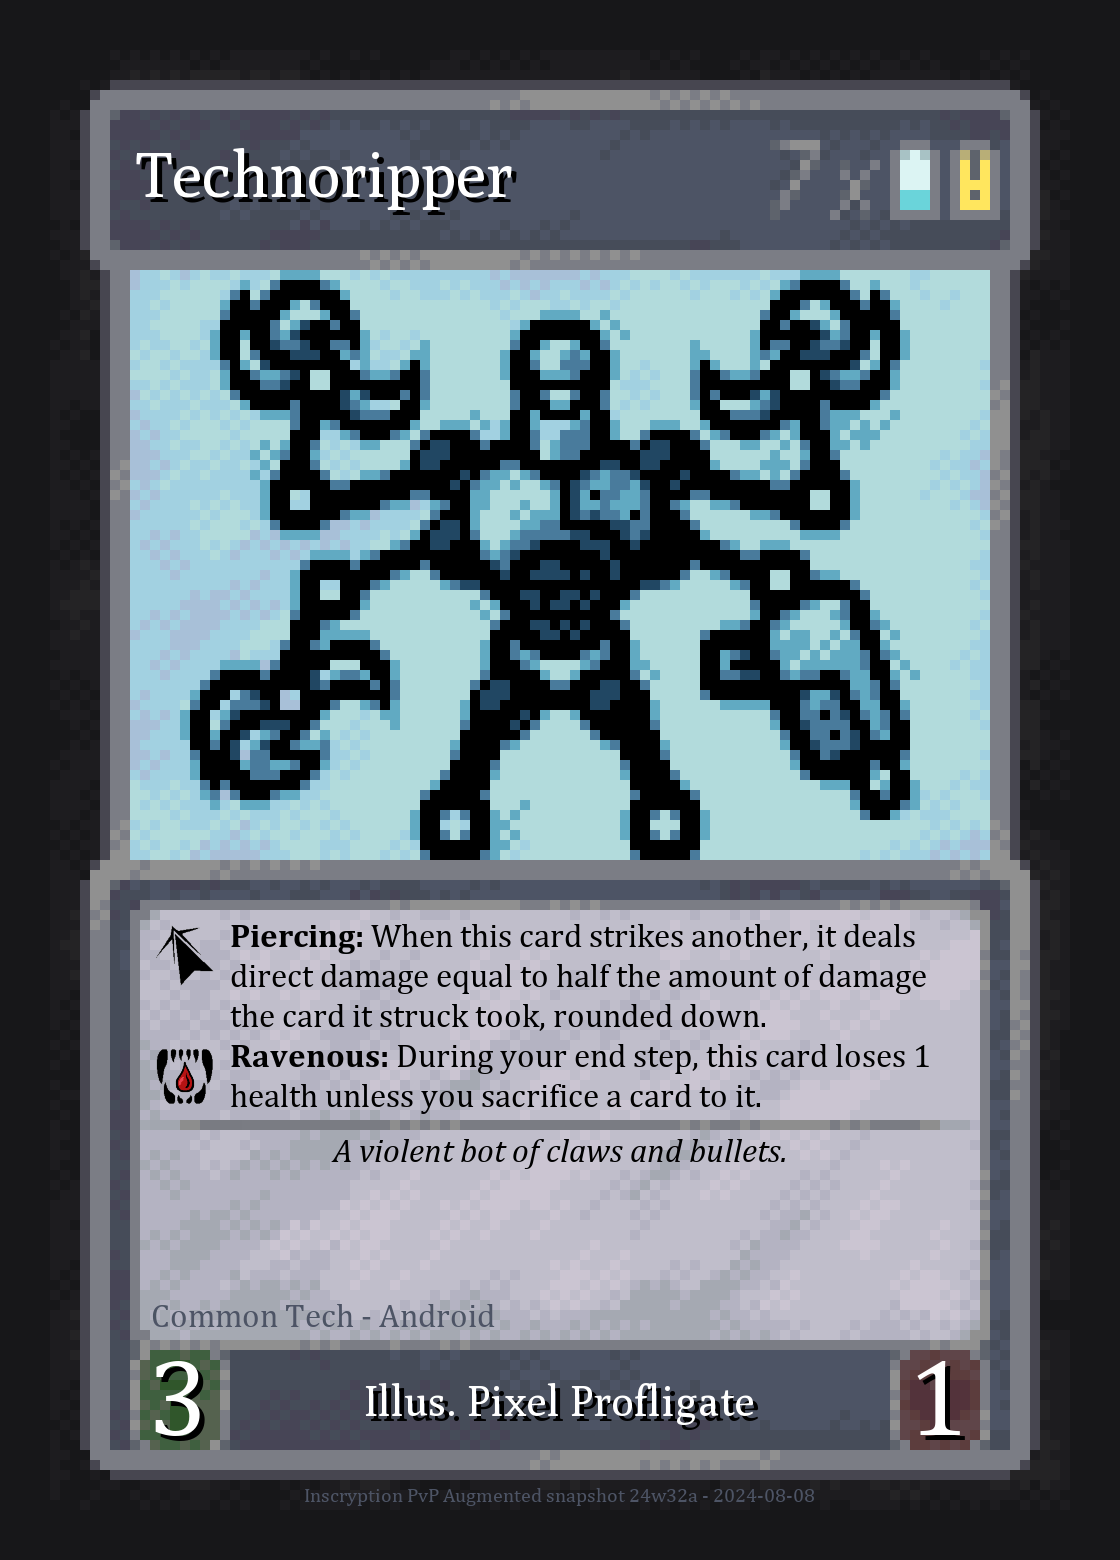 Technoripper 7x
Piercing: When this card strikes another, it deals
direct damage equal to half the amount of damage
the card it struck took, rounded down.
Ravenous: During your end step, this card loses 1
health unless you sacrifice a card to it.
A violent bot of claws and bullets.
Common Tech - Android
3 Illus. Pixel Profligate 1
Inscryption PvP Augmented snapshot 24w32a - 2024-08-08